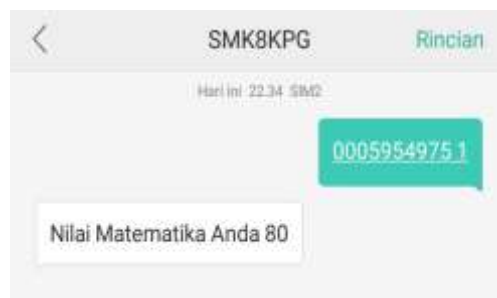 SMK8KPG
Rincian
Hari ini 22.34 SIM2
0005954975 1
Nilai Matematika Anda 80